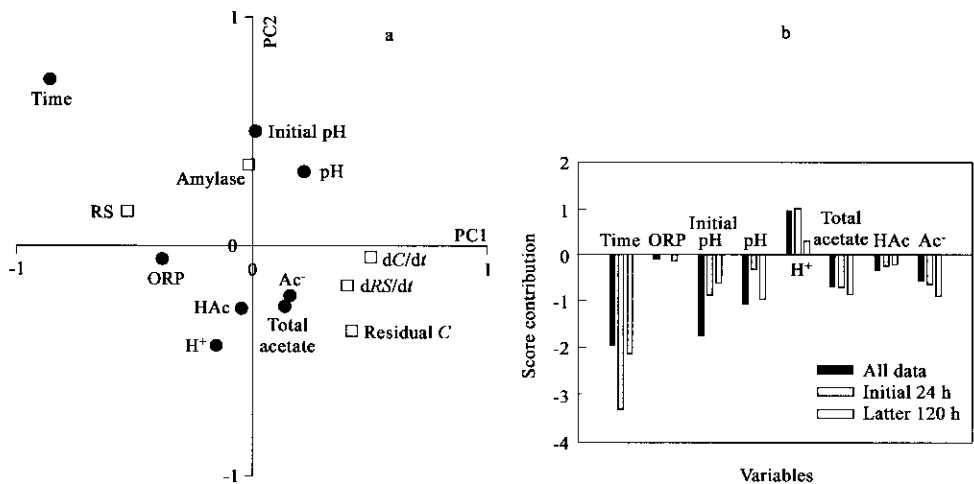 1
PC2
a
Time
Initial pH
pH
Amylase
RS
-1
0
PC1
0
1
ORP
dC/dt
dRS/dt
Ac⁻
HAc
Total
acetate
Residual C
H⁺
-1
b
Score contribution
2
1
0
-1
-2
-3
-4
Time
ORP
Initial
pH
pH
H⁺
Total
acetate
HAc
Ac⁻
All data
Initial 24 h
Latter 120 h
Variables